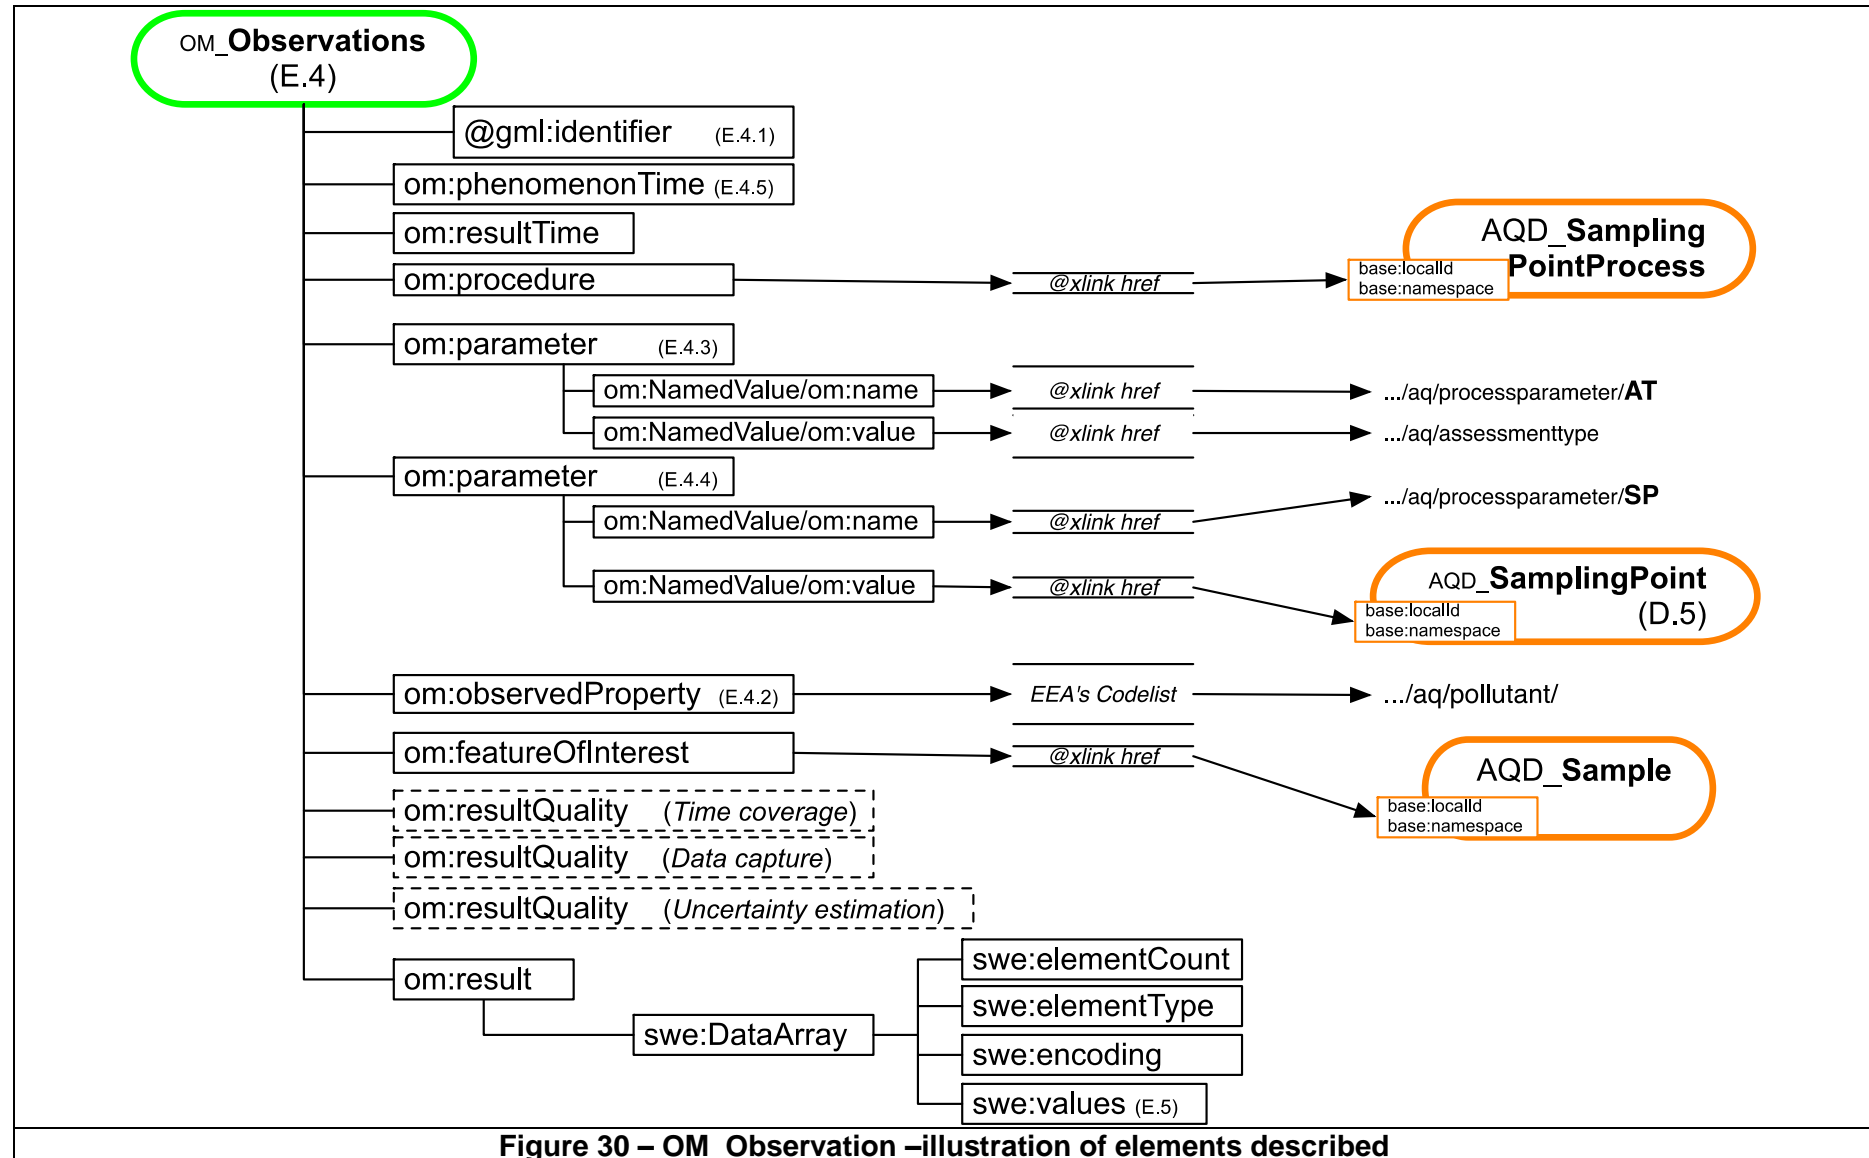 OM_Observations
(E.4)
@gml:identifier (E.4.1)
om:phenomenonTime (E.4.5)
om:resultTime
om:procedure
@xlink href
AQD_Sampling
PointProcess
base:localId
base:namespace
om:parameter (E.4.3)
om:NamedValue/om:name
@xlink href
.../aq/processparameter/AT
om:NamedValue/om:value
@xlink href
.../aq/assessmenttype
om:parameter (E.4.4)
om:NamedValue/om:name
@xlink href
.../aq/processparameter/SP
om:NamedValue/om:value
@xlink href
AQD_SamplingPoint
(D.5)
base:localId
base:namespace
om:observedProperty (E.4.2)
EEA's Codelist
.../aq/pollutant/
om:featureOfInterest
@xlink href
AQD_Sample
base:localId
base:namespace
om:resultQuality (Time coverage)
om:resultQuality (Data capture)
om:resultQuality (Uncertainty estimation)
om:result
swe:DataArray
swe:elementCount
swe:elementType
swe:encoding
swe:values (E.5)
Figure 30 – OM Observation –illustration of elements described